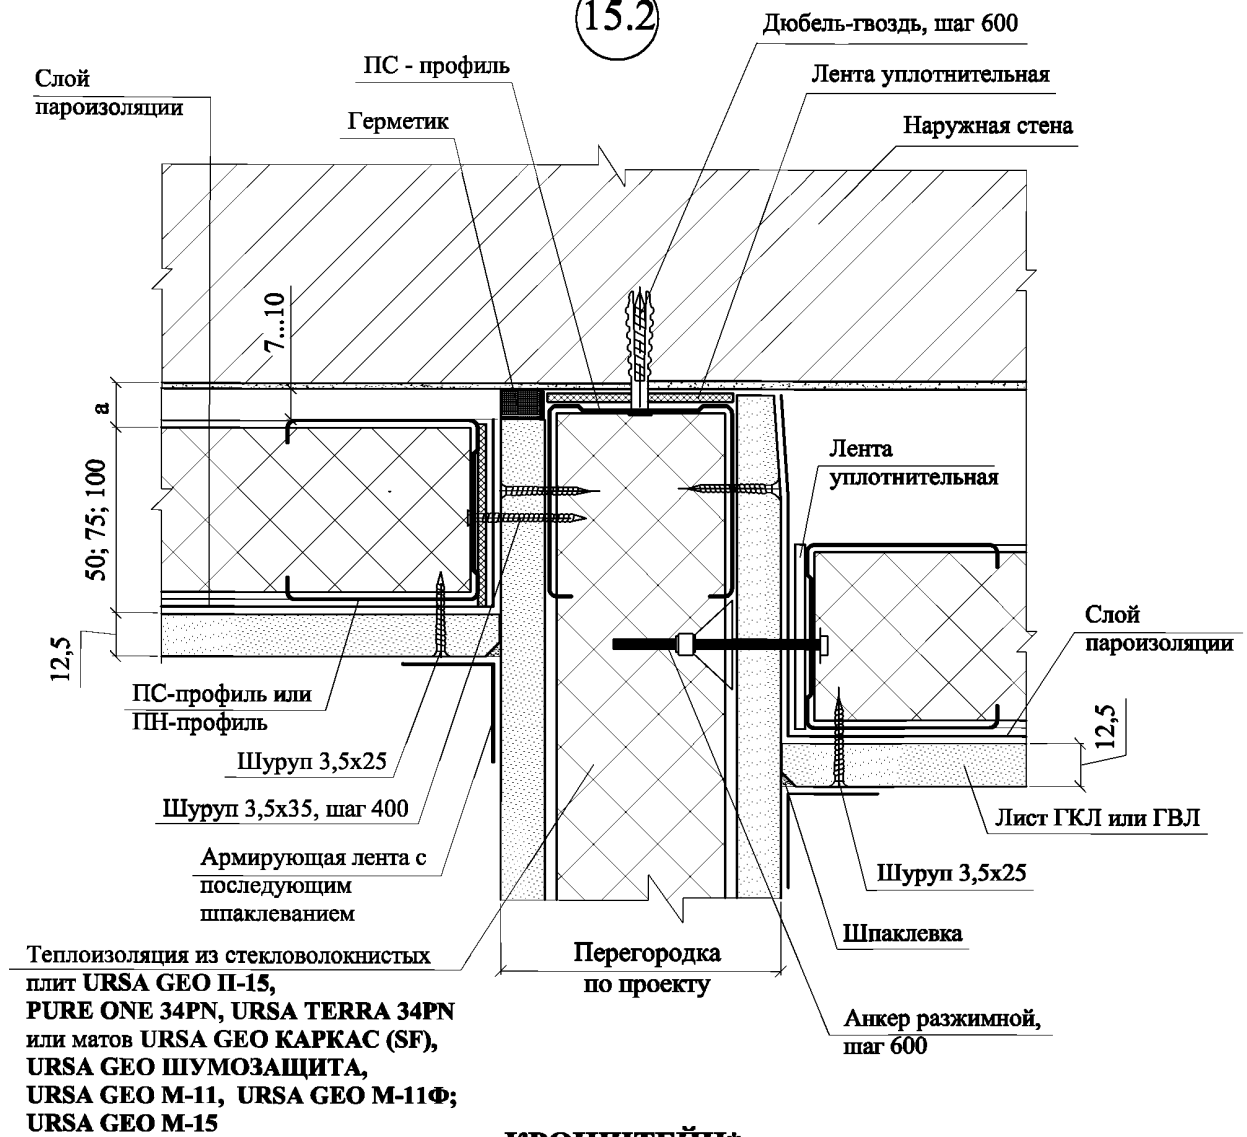 15.2
Дюбель-гвоздь, шаг 600
ПС - профиль
Лента уплотнительная
Слой
пароизоляции
Герметик
Наружная стена
7...10
а
50; 75; 100
12,5
Лента
уплотнительная
Слой
пароизоляции
12,5
ПС-профиль или
ПН-профиль
Шуруп 3,5х25
Шуруп 3,5х35, шаг 400
Лист ГКЛ или ГВЛ
Армирующая лента с
последующим
шпаклеванием
Шуруп 3,5х25
Шпаклевка
Перегородка
по проекту
Теплоизоляция из стекловолокнистых
плит URSA GEO П-15,
PURE ONE 34PN, URSA TERRA 34PN
или матов URSA GEO КАРКАС (SF),
URSA GEO ШУМОЗАЩИТА,
URSA GEO М-11, URSA GEO М-11Ф;
URSA GEO М-15
Анкер разжимной,
шаг 600